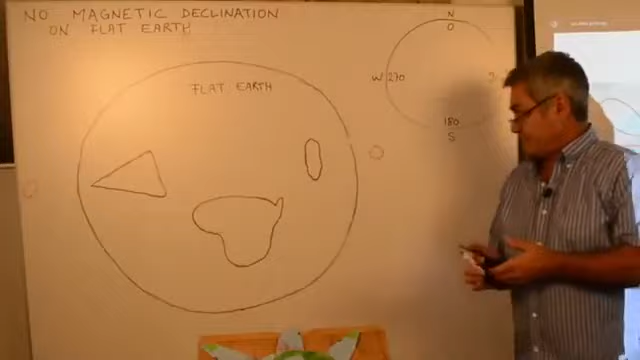 NO MAGNETIC DECLINATION
ON FLAT EARTH
FLAT EARTH
N
0
W 270
180
S